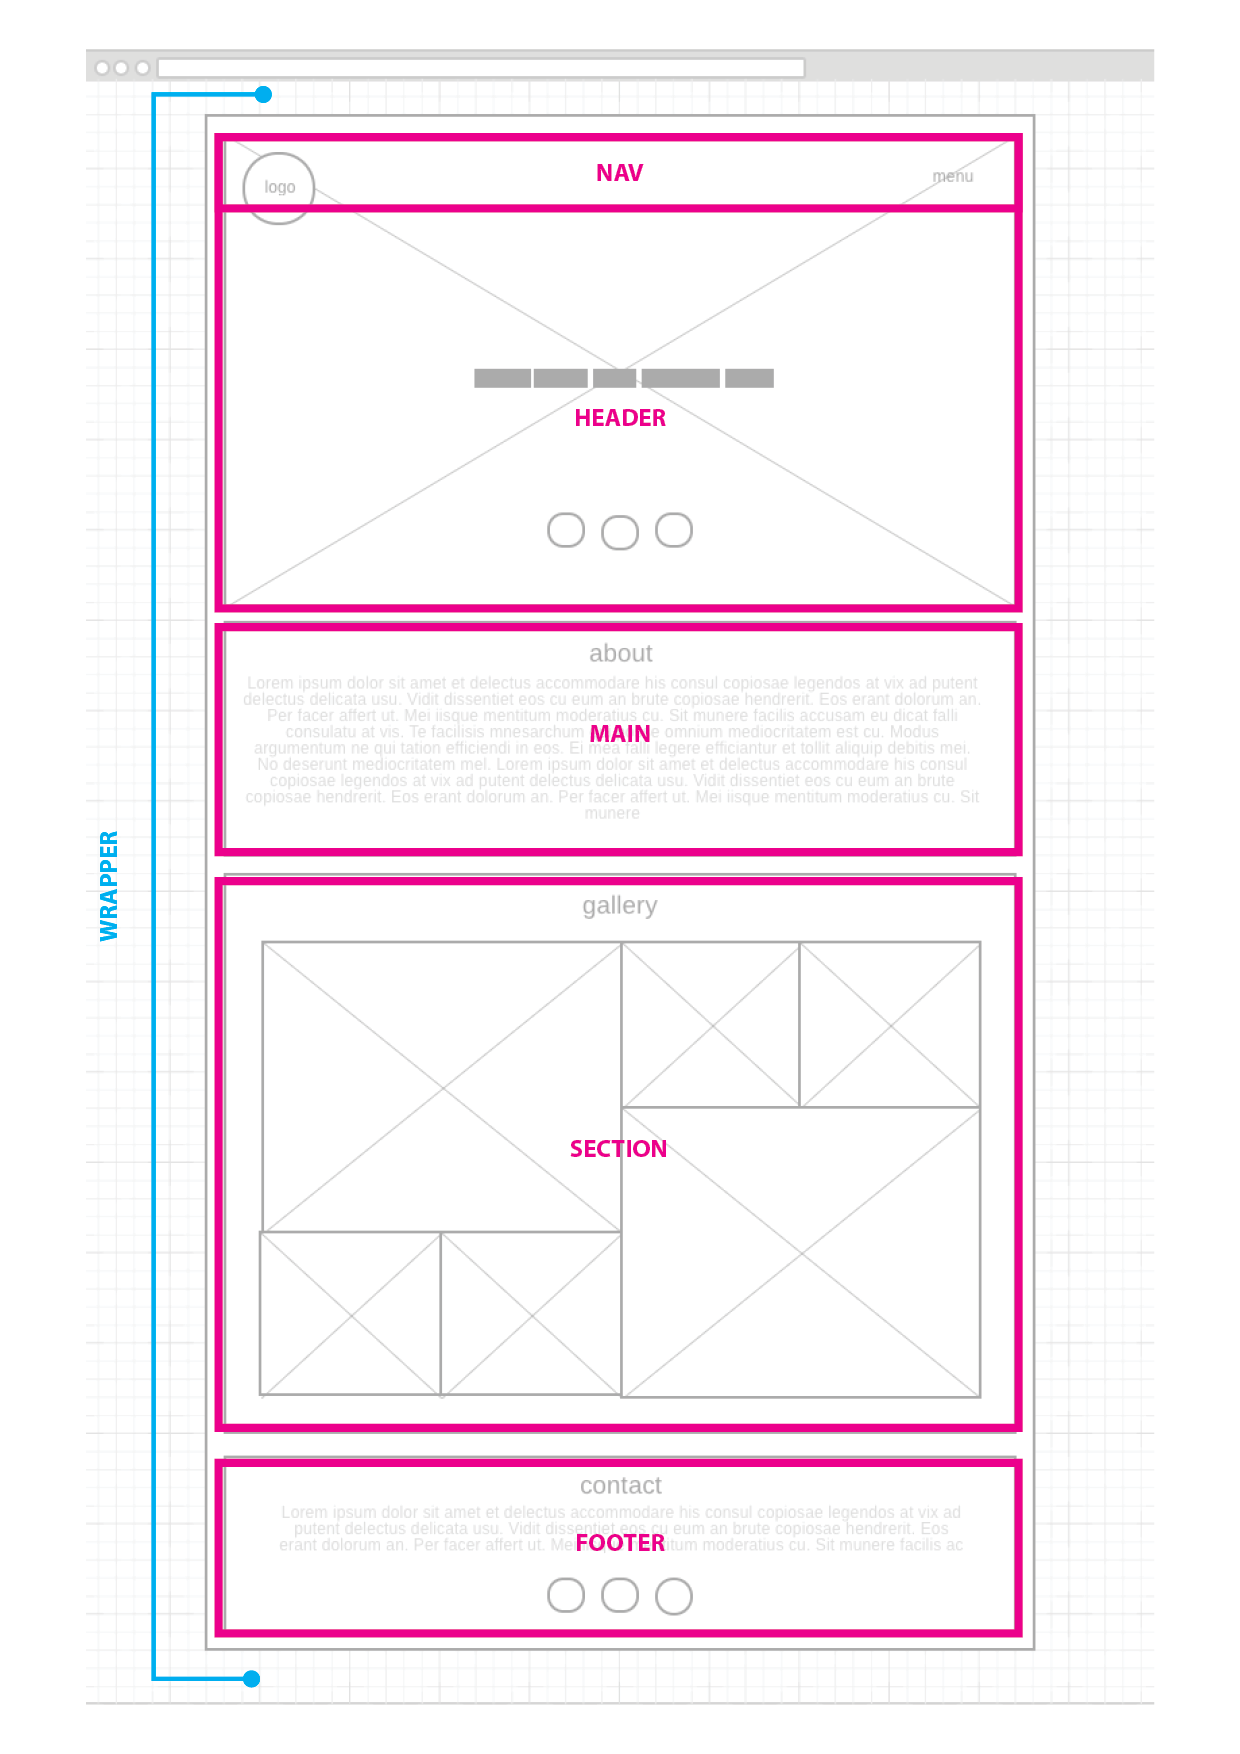 NAV
logo
menu
HEADER
about
Lorem ipsum dolor sit amet et delectus accommodare his consul copiosae legendos at vix ad putent
delectus delicata usu. Vidit dissentiet eos cu eum an brute copiosae hendrerit. Eos erant dolorum an.
Per facer affert ut. Mei iisque mentitum moderatius cu. Sit munere facilis accusam eu dicat falli
consulatu at vis. Te facilisis mnesarchum omnium mediocritatem est cu. Modus
MAIN
argumentum ne qui tation efficiendi in eos. Ei mea falli legere efficiantur et tollit aliquip debitis mei.
No deserunt mediocritatem mel. Lorem ipsum dolor sit amet et delectus accommodare his consul
copiosae legendos at vix ad putent delectus delicata usu. Vidit dissentiet eos cu eum an brute
copiosae hendrerit. Eos erant dolorum an. Per facer affert ut. Mei iisque mentitum moderatius cu. Sit
munere
WRAPPER
gallery
SECTION
contact
Lorem ipsum dolor sit amet et delectus accommodare his consul copiosae legendos at vix ad
putent delectus delicata usu. Vidit dissentiet eos cu eum an brute copiosae hendrerit. Eos
erant dolorum an. Per facer affert ut. moderatius cu. Sit munere facilis ac
FOOTER